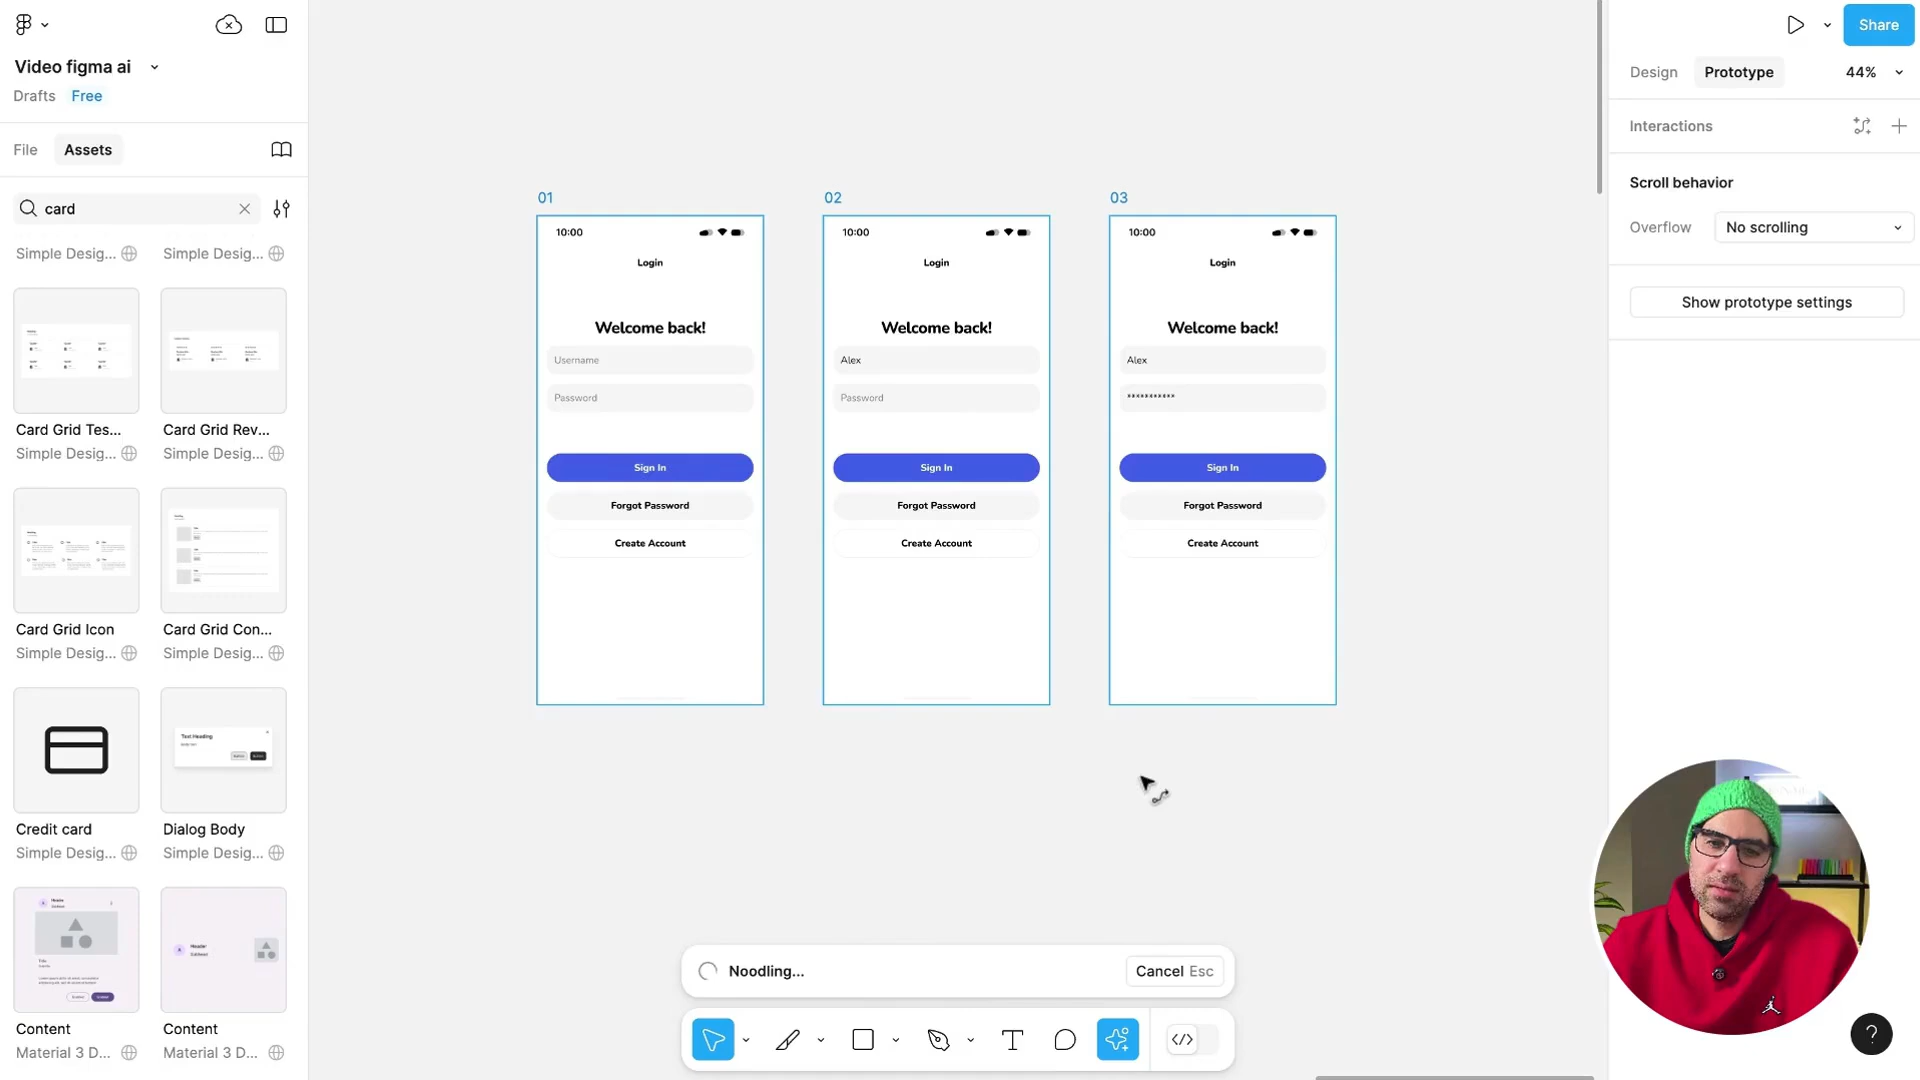 Video figma ai
Drafts Free
File Assets
card
Simple Desig... Simple Desig...
Card Grid Tes... Card Grid Rev...
Simple Desig... Simple Desig...
Card Grid Icon Card Grid Con...
Simple Desig... Simple Desig...
Text Heading
Credit card Dialog Body
Simple Desig... Simple Desig...
Content Content
Material 3 D... Material 3 D...
01
10:00
Login
Welcome back!
Username
Password
Sign In
Forgot Password
Create Account
02
10:00
Login
Welcome back!
Alex
Password
Sign In
Forgot Password
Create Account
03
10:00
Login
Welcome back!
Alex
***********
Sign In
Forgot Password
Create Account
Noodling...
Cancel Esc
Share
Design Prototype 44%
Interactions
Scroll behavior
Overflow No scrolling
Show prototype settings
?